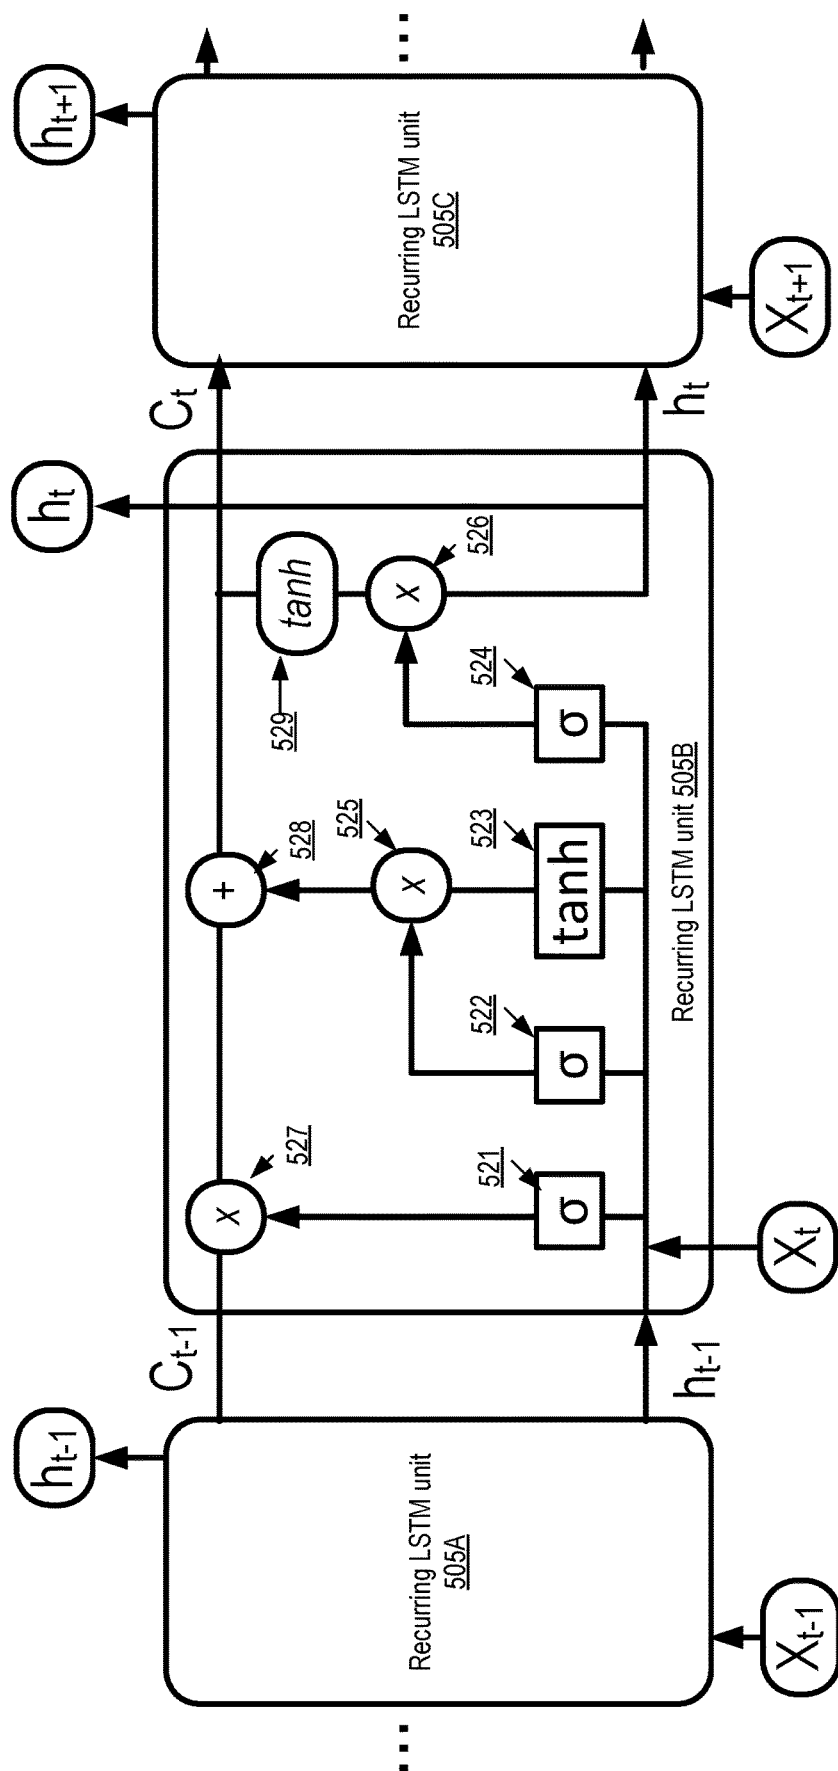 ...
h_{t-1}
h_t
h_{t+1}
C_{t-1}
C_t
X
527
+
528
529
tanh
X
525
X
526
Recurring LSTM unit
505A
Recurring LSTM unit
505C
521
σ
522
σ
523
tanh
524
σ
h_{t-1}
h_t
Recurring LSTM unit 505B
X_{t-1}
X_t
X_{t+1}
...